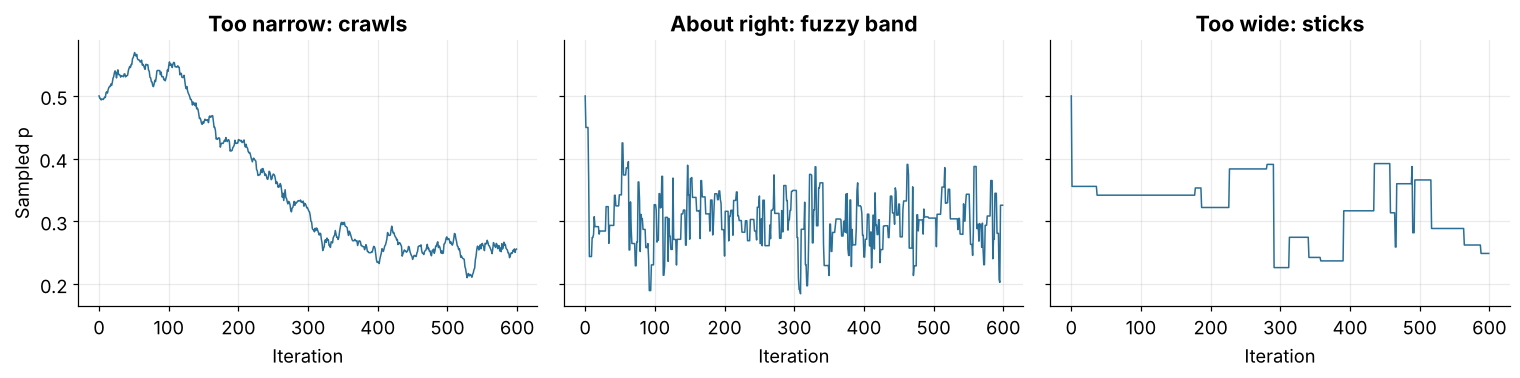 Too narrow: crawls
About right: fuzzy band
Too wide: sticks
Sampled p
0.5
0.4
0.3
0.2
0 100 200 300 400 500 600
0 100 200 300 400 500 600
0 100 200 300 400 500 600
Iteration
Iteration
Iteration